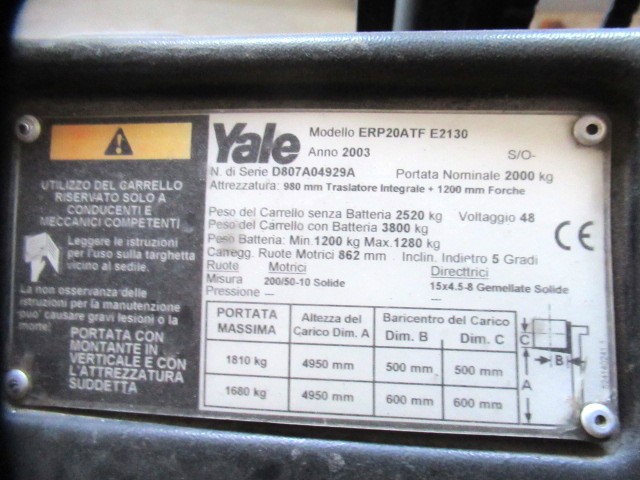 UTILIZZO DEL CARRELLO
RISERVATO SOLO A
CONDUCENTI E
MECCANICI COMPETENTI
Leggere le istruzioni
per l'uso sulla targhetta
vicino al sedile.
La non osservanza delle
istruzioni per la manutenzione
puo' causare gravi lesioni o la
morte!
PORTATA CON
MONTANTE IN
VERTICALE E CON
L'ATTREZZATURA
SUDDETTA
Yale
Modello ERP20ATF E2130
Anno 2003 S/O-
N. di Serie D807A04929A Portata Nominale 2000 kg
Attrezzatura: 980 mm Traslatore Integrale + 1200 mm Forche
Peso del Carrello senza Batteria 2520 kg Voltaggio 48
Peso del Carrello con Batteria 3800 kg
Peso Batteria: Min.1200 kg Max.1280 kg
Carregg. Ruote Motrici 862 mm Inclin. Indietro 5 Gradi
Ruote Motrici Direttrici
Misura 200/50-10 Solide 15x4.5-8 Gemellate Solide
Pressione —
CE
PORTATA MASSIMA Altezza del Carico Dim. A Baricentro del Carico
Dim. B Dim. C
1810 kg 4950 mm 500 mm 500 mm
1680 kg 4950 mm 600 mm 600 mm
C
B
A